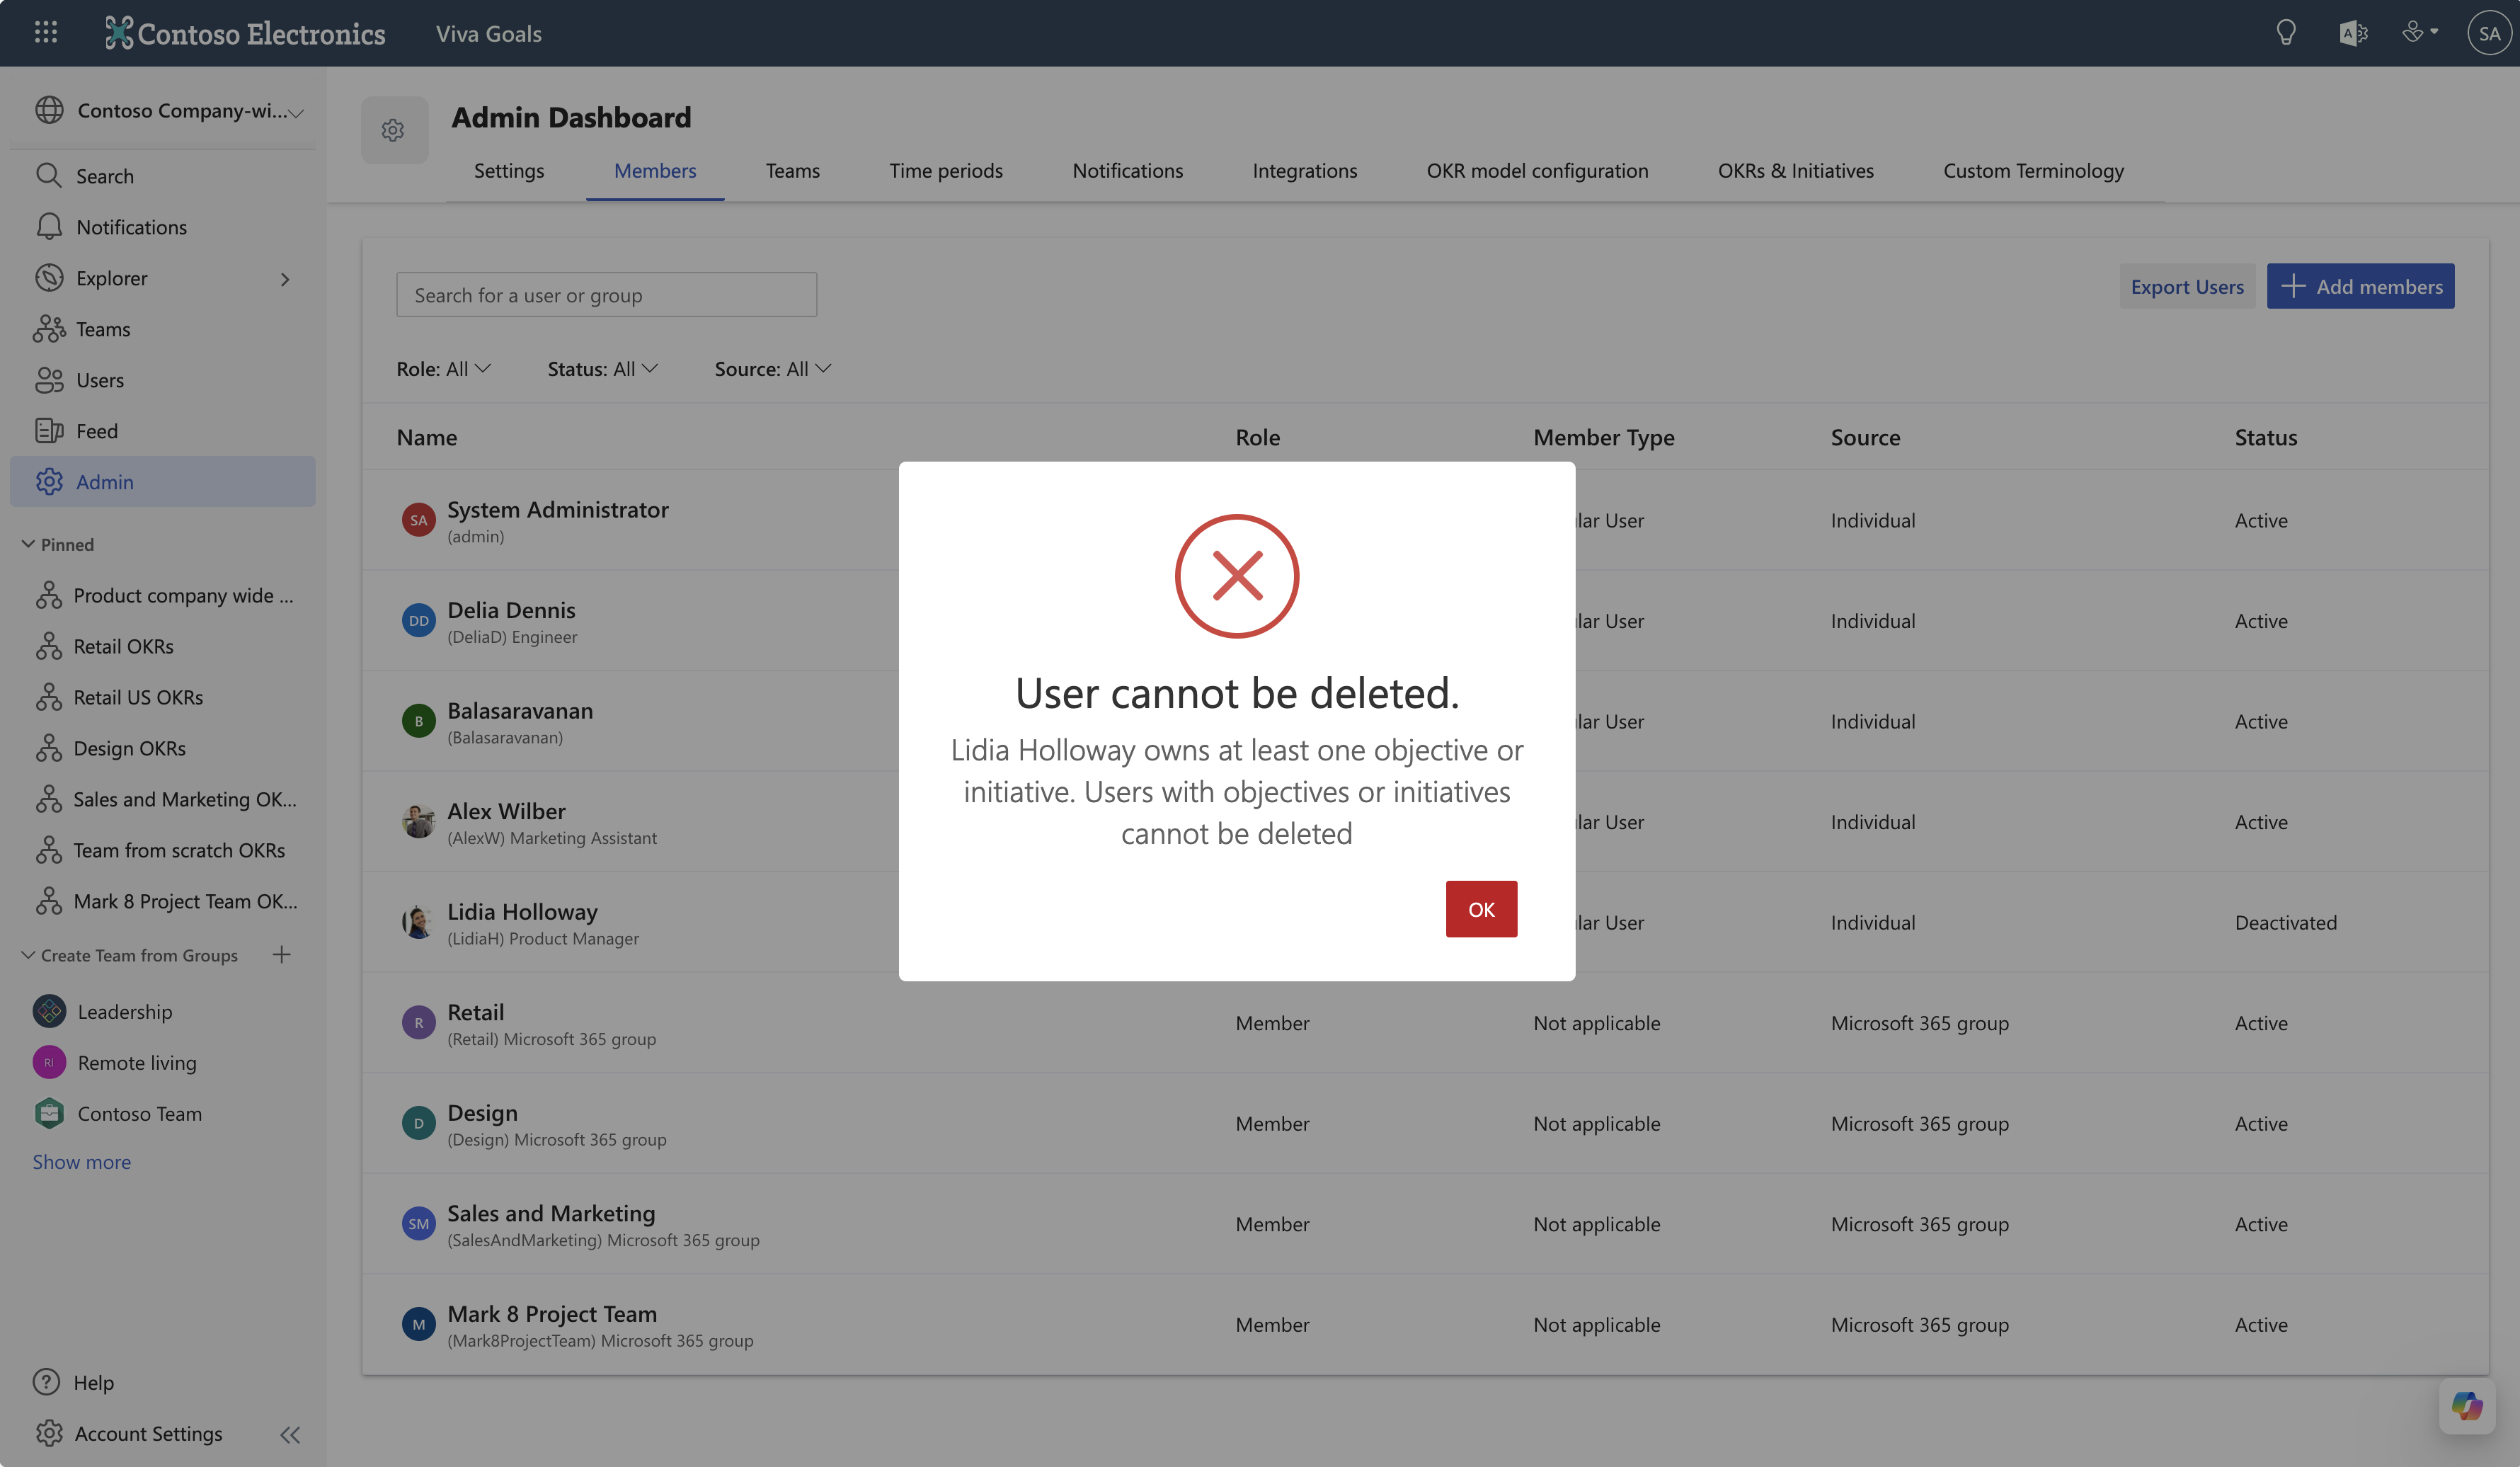 Contoso Electronics
Viva Goals
SA
Contoso Company-wi...
Search
Notifications
Explorer
Teams
Users
Feed
Admin
Pinned
Product company wide ...
Retail OKRs
Retail US OKRs
Design OKRs
Sales and Marketing OK...
Team from scratch OKRs
Mark 8 Project Team OK...
Create Team from Groups
Leadership
RI
Remote living
Contoso Team
Show more
Help
Account Settings
Admin Dashboard
Settings
Members
Teams
Time periods
Notifications
Integrations
OKR model configuration
OKRs & Initiatives
Custom Terminology
Search for a user or group
Export Users
Add members
Role: All
Status: All
Source: All
Name
Role
Member Type
Source
Status
SA
System Administrator
(admin)
lar User
Individual
Active
DD
Delia Dennis
(DeliaD) Engineer
lar User
Individual
Active
B
Balasaravanan
(Balasaravanan)
lar User
Individual
Active
Alex Wilber
(AlexW) Marketing Assistant
lar User
Individual
Active
Lidia Holloway
(LidiaH) Product Manager
lar User
Individual
Deactivated
R
Retail
(Retail) Microsoft 365 group
Member
Not applicable
Microsoft 365 group
Active
D
Design
(Design) Microsoft 365 group
Member
Not applicable
Microsoft 365 group
Active
SM
Sales and Marketing
(SalesAndMarketing) Microsoft 365 group
Member
Not applicable
Microsoft 365 group
Active
M
Mark 8 Project Team
(Mark8ProjectTeam) Microsoft 365 group
Member
Not applicable
Microsoft 365 group
Active
User cannot be deleted.
Lidia Holloway owns at least one objective or
initiative. Users with objectives or initiatives
cannot be deleted
OK